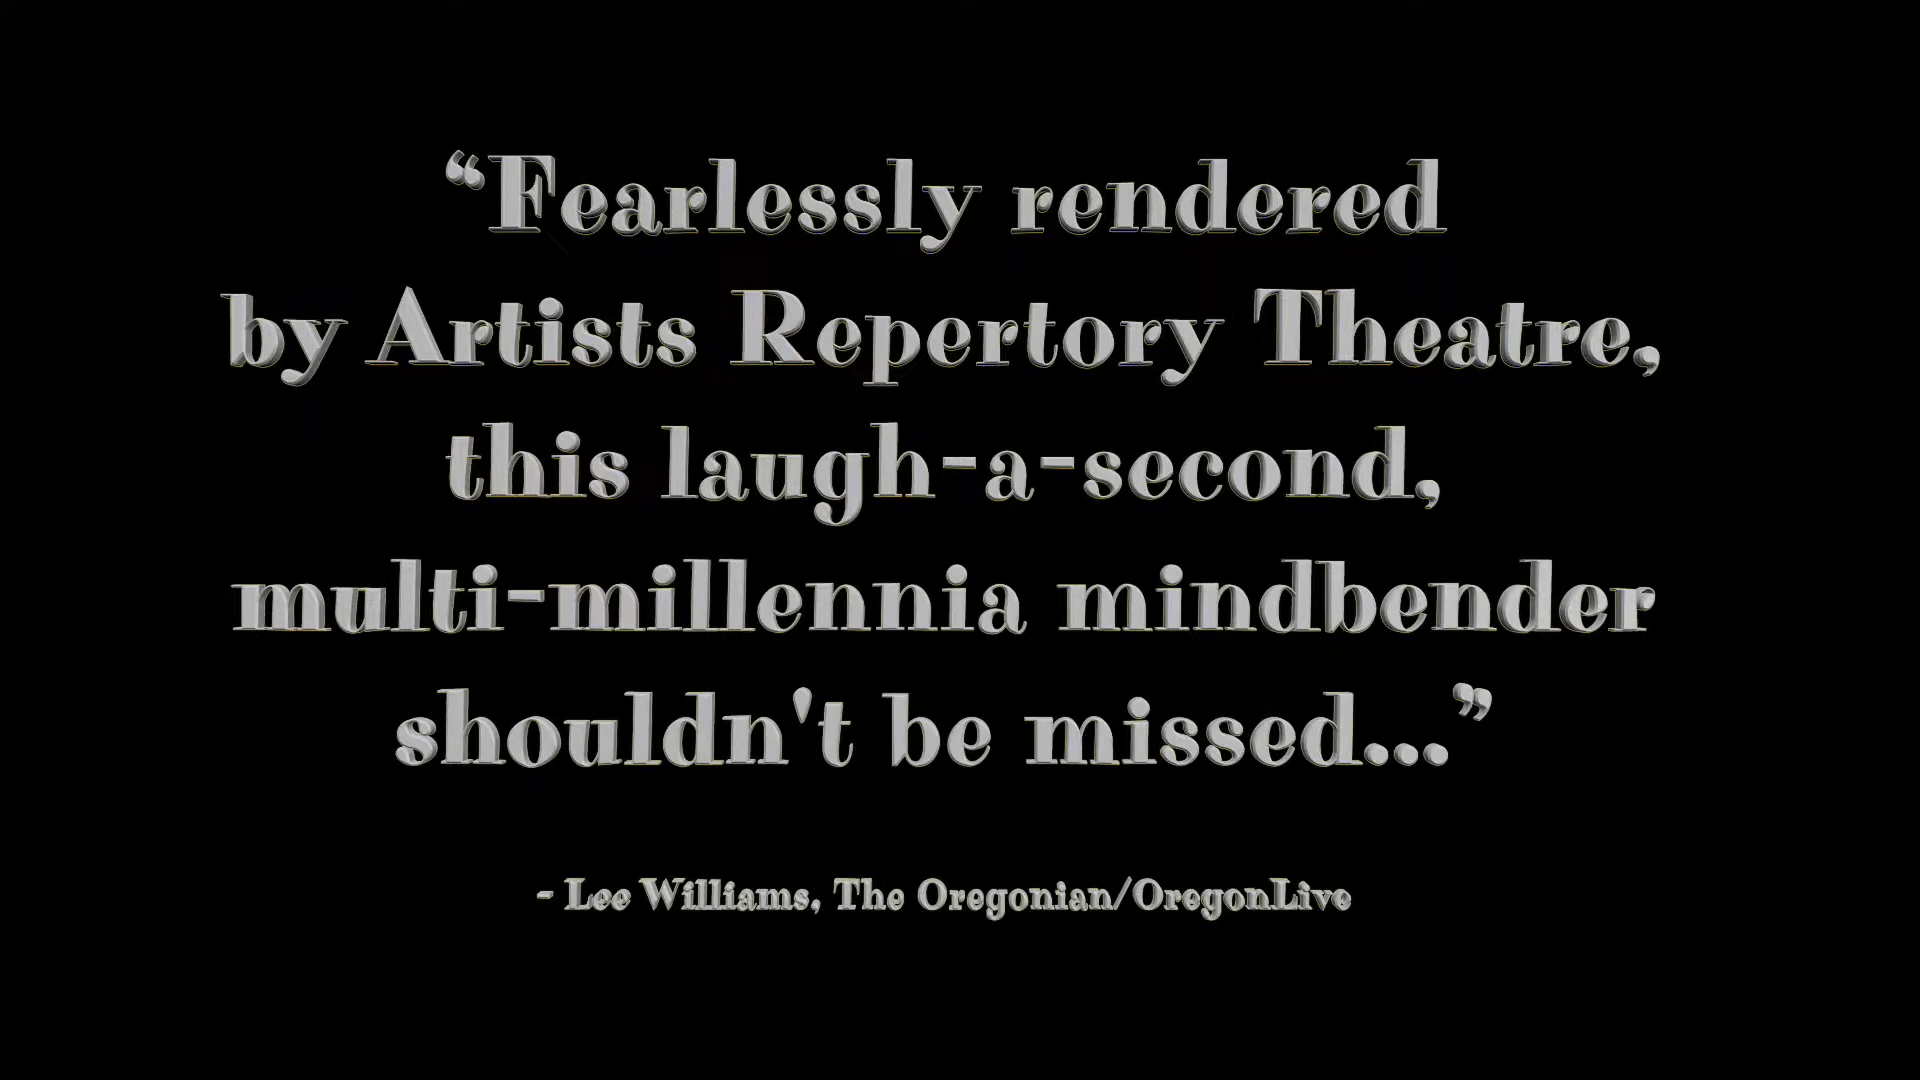 “Fearlessly rendered
by Artists Repertory Theatre,
this laugh-a-second,
multi-millennia mindbender
shouldn't be missed...”
- Lee Williams, The Oregonian/OregonLive